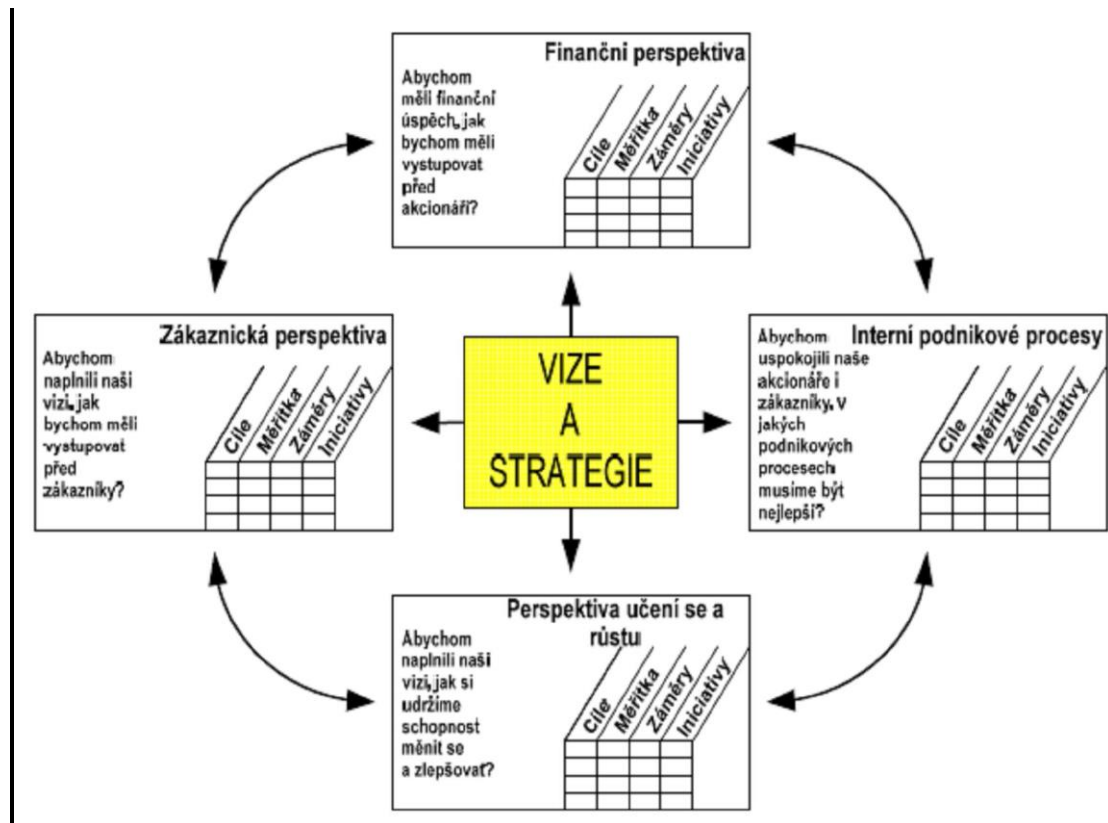 Finanční perspektiva
Abychom
měli finanční
úspěch, jak
bychom měli
vystupovat
před
akcionáři?
Cíle
Měřítka
Záměry
Iniciativy
Zákaznická perspektiva
Abychom
naplnili naši
vizi, jak
bychom měli
vystupovat
před
zákazníky?
Cíle
Měřítka
Záměry
Iniciativy
VIZE
A
STRATEGIE
Interní podnikové procesy
Abychom
uspokojili naše
akcionáře i
zákazníky, v
jakých
podnikových
procesech
musíme být
nejlepší?
Cíle
Měřítka
Záměry
Iniciativy
Perspektiva učení se a
růstu
Abychom
naplnili naši
vizi, jak si
udržíme
schopnost
měnit se
a zlepšovat?
Cíle
Měřítka
Záměry
Iniciativy